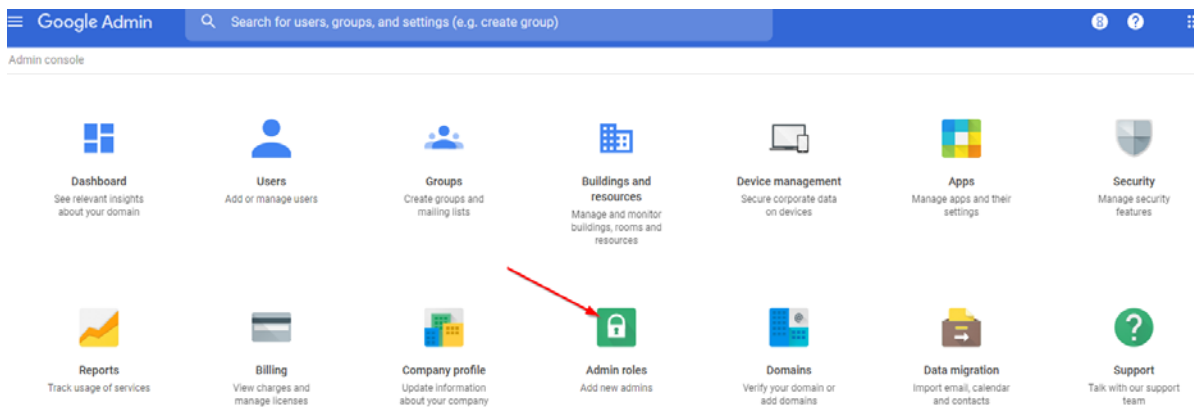 Google Admin
Search for users, groups, and settings (e.g. create group)
Admin console
Dashboard
See relevant insights
about your domain
Users
Add or manage users
Groups
Create groups and
mailing lists
Buildings and
resources
Manage and monitor
buildings, rooms and
resources
Device management
Secure corporate data
on devices
Apps
Manage apps and their
settings
Security
Manage security
features
Reports
Track usage of services
Billing
View charges and
manage licenses
Company profile
Update information
about your company
Admin roles
Add new admins
Domains
Verify your domain or
add domains
Data migration
Import email, calendar
and contacts
Support
Talk with our support
team